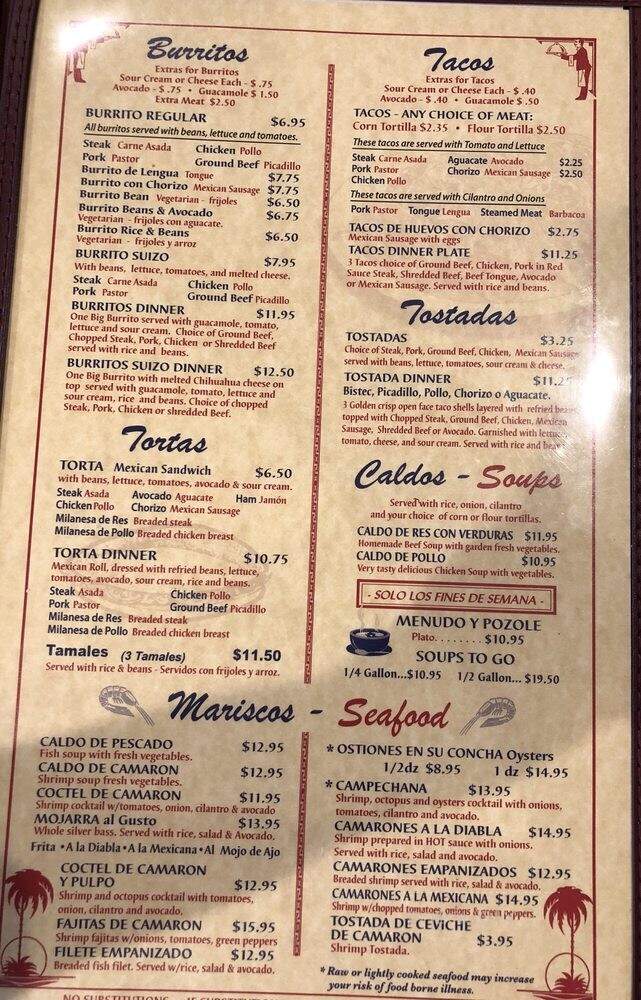 Burritos
Extras for Burritos
Sour Cream or Cheese Each - $ .75
Avocado - $ .75 • Guacamole $ 1.50
Extra Meat $2.50
BURRITO REGULAR $6.95
All burritos served with beans, lettuce and tomatoes.
Steak Carne Asada Chicken Pollo
Pork Pastor Ground Beef Picadillo
Burrito de Lengua Tongue $7.75
Burrito con Chorizo Mexican Sausage $7.75
Burrito Bean Vegetarian - frijoles $6.50
Burrito Beans & Avocado $6.75
Vegetarian - frijoles con aguacate.
Burrito Rice & Beans $6.50
Vegetarian - frijoles y arroz
BURRITO SUIZO $7.95
With beans, lettuce, tomatoes, and melted cheese.
Steak Carne Asada Chicken Pollo
Pork Pastor Ground Beef Picadillo
BURRITOS DINNER $11.95
One Big Burrito served with guacamole, tomato,
lettuce and sour cream. Choice of Ground Beef,
Chopped Steak, Pork, Chicken or Shredded Beef
served with rice and beans.
BURRITOS SUIZO DINNER $12.50
One Big Burrito with melted Chihuahua cheese on
top served with guacamole, tomato, lettuce and
sour cream, rice and beans. Choice of chopped
Steak, Pork, Chicken or shredded Beef.
Tortas
TORTA Mexican Sandwich $6.50
with beans, lettuce, tomatoes, avocado & sour cream.
Steak Asada Avocado Aguacate Ham Jamón
Chicken Pollo Chorizo Mexican Sausage
Milanesa de Res Breaded steak
Milanesa de Pollo Breaded chicken breast
TORTA DINNER $10.75
Mexican Roll, dressed with refried beans, lettuce,
tomatoes, avocado, sour cream, rice and beans.
Steak Asada Chicken Pollo
Pork Pastor Ground Beef Picadillo
Milanesa de Res Breaded steak
Milanesa de Pollo Breaded chicken breast
Tamales (3 Tamales) $11.50
Served with rice & beans - Servidos con frijoles y arroz.
Tacos
Extras for Tacos
Sour Cream or Cheese Each - $ .40
Avocado - $ .40 • Guacamole $ .50
TACOS - ANY CHOICE OF MEAT:
Corn Tortilla $2.35 • Flour Tortilla $2.50
These tacos are served with Tomato and Lettuce
Steak Carne Asada Aguacate Avocado $2.25
Pork Pastor Chorizo Mexican Sausage $2.50
Chicken Pollo
These tacos are served with Cilantro and Onions
Pork Pastor Tongue Lengua Steamed Meat Barbacoa
TACOS DE HUEVOS CON CHORIZO $2.75
Mexican Sausage with eggs
TACOS DINNER PLATE $11.25
3 Tacos choice of Ground Beef, Chicken, Pork in Red
Sauce Steak, Shredded Beef, Beef Tongue, Avocado
or Mexican Sausage. Served with rice and beans.
Tostadas
TOSTADAS $3.25
Choice of Steak, Pork, Ground Beef, Chicken, Mexican Sausage
served with beans, lettuce, tomatoes, sour cream & cheese.
TOSTADA DINNER
Bistec, Picadillo, Pollo, Chorizo o Aguacate.
3 Golden crisp open face taco shells layered with refried beans,
topped with Chopped Steak, Ground Beef, Chicken, Mexican
Sausage, Shredded Beef or Avocado. Garnished with lettuce,
tomato, cheese, and sour cream. Served with rice and beans.
Caldos - Soups
Served with rice, onion, cilantro
and your choice of corn or flour tortillas.
CALDO DE RES CON VERDURAS $11.95
Homemade Beef Soup with garden fresh vegetables.
CALDO DE POLLO $10.95
Very tasty delicious Chicken Soup with vegetables.
- SOLO LOS FINES DE SEMANA -
MENUDO Y POZOLE
Plato. . . . . . . . $10.95
SOUPS TO GO
1/4 Gallon...$10.95 1/2 Gallon... $19.50
Mariscos - Seafood
CALDO DE PESCADO $12.95
Fish soup with fresh vegetables.
CALDO DE CAMARON $12.95
Shrimp soup fresh vegetables.
COCTEL DE CAMARON $11.95
Shrimp cocktail w/tomatoes, onion, cilantro & avocado
MOJARRA al Gusto $13.95
Whole silver bass. Served with rice, salad & Avocado.
Frita • A la Diabla • A la Mexicana • Al Mojo de Ajo
COCTEL DE CAMARON
Y PULPO $12.95
Shrimp and octopus cocktail with tomatoes,
onion, cilantro and avocado.
FAJITAS DE CAMARON $15.95
Shrimp fajitas w/onions, tomatoes, green peppers
FILETE EMPANIZADO $12.95
Breaded fish filet. Served w/rice, salad & avocado.
* OSTIONES EN SU CONCHA Oysters
1/2dz $8.95 1 dz $14.95
* CAMPECHANA $13.95
Shrimp, octopus and oysters cocktail with onions,
tomatoes, cilantro and avocado.
CAMARONES A LA DIABLA $14.95
Shrimp prepared in HOT sauce with onions.
Served with rice, salad and avocado.
CAMARONES EMPANIZADOS $12.95
Breaded shrimp served with rice, salad & avocado.
CAMARONES A LA MEXICANA $14.95
Shrimp w/chopped tomatoes, onions & green peppers.
TOSTADA DE CEVICHE
DE CAMARON $3.95
Shrimp Tostada.
* Raw or lightly cooked seafood may increase
your risk of food borne illness.
NO SUBSTITUTIONS